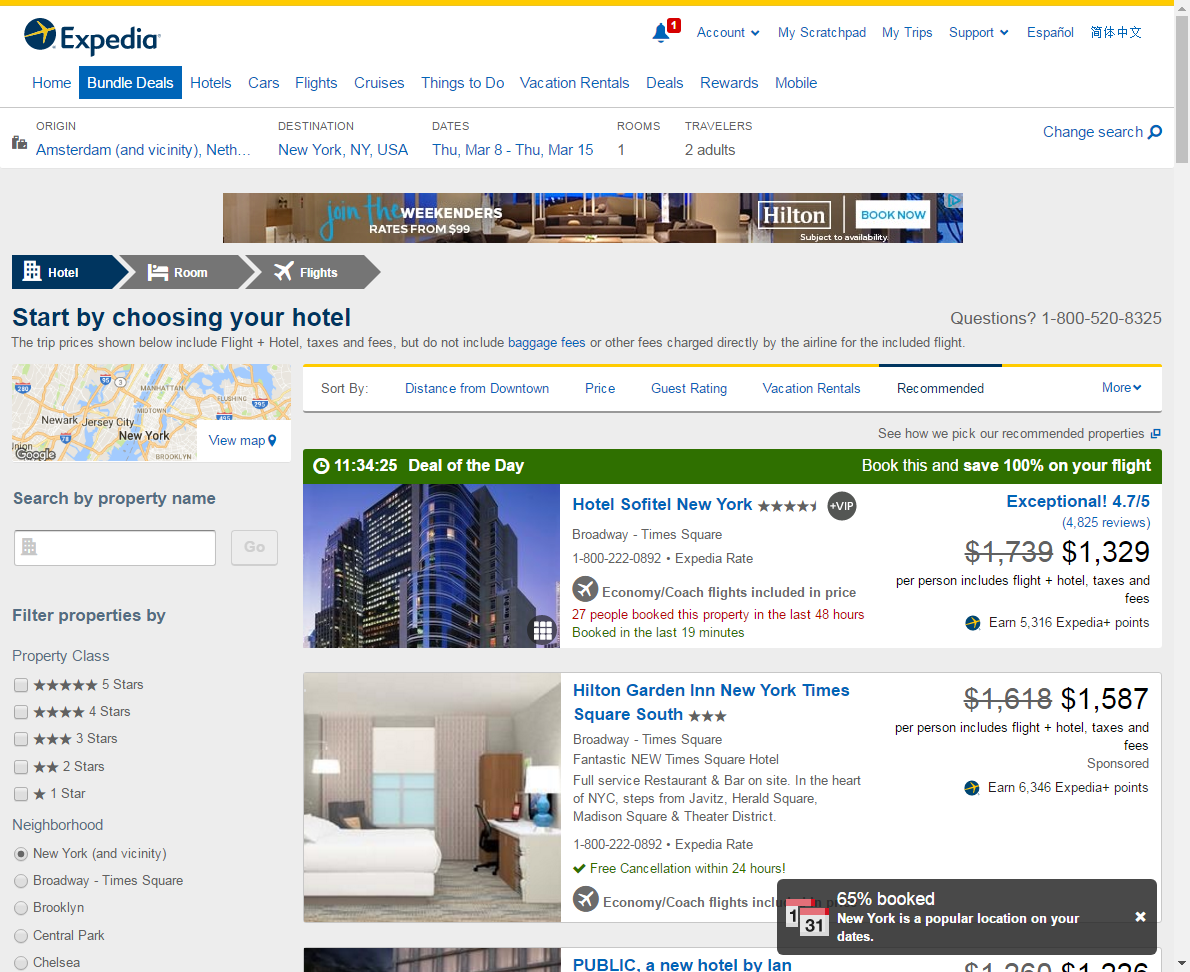 Expedia
1
Account
My Scratchpad
My Trips
Support
Español
简体中文
Home
Bundle Deals
Hotels
Cars
Flights
Cruises
Things to Do
Vacation Rentals
Deals
Rewards
Mobile
ORIGIN
Amsterdam (and vicinity), Neth...
DESTINATION
New York, NY, USA
DATES
Thu, Mar 8 - Thu, Mar 15
ROOMS
1
TRAVELERS
2 adults
Change search
join the WEEKENDERS
RATES FROM $99
Hilton
BOOK NOW
Subject to availability.
Hotel
Room
Flights
Start by choosing your hotel
Questions? 1-800-520-8325
The trip prices shown below include Flight + Hotel, taxes and fees, but do not include baggage fees or other fees charged directly by the airline for the included flight.
280
95
3
MANHATTAN
FLUSHING
295
495
MIDTOWN
Newark
Jersey City
New York
78
BROOKLYN
Union
Google
View map
Sort By:
Distance from Downtown
Price
Guest Rating
Vacation Rentals
Recommended
More
See how we pick our recommended properties
11:34:25 Deal of the Day
Book this and save 100% on your flight
Hotel Sofitel New York
+VIP
Broadway - Times Square
1-800-222-0892 • Expedia Rate
Economy/Coach flights included in price
27 people booked this property in the last 48 hours
Booked in the last 19 minutes
Exceptional! 4.7/5
(4,825 reviews)
$1,739 $1,329
per person includes flight + hotel, taxes and
fees
Earn 5,316 Expedia+ points
Search by property name
Go
Filter properties by
Property Class
5 Stars
4 Stars
3 Stars
2 Stars
1 Star
Neighborhood
New York (and vicinity)
Broadway - Times Square
Brooklyn
Central Park
Chelsea
Hilton Garden Inn New York Times
Square South
Broadway - Times Square
Fantastic NEW Times Square Hotel
Full service Restaurant & Bar on site. In the heart
of NYC, steps from Javitz, Herald Square,
Madison Square & Theater District.
1-800-222-0892 • Expedia Rate
Free Cancellation within 24 hours!
Economy/Coach flights included in price
$1,618 $1,587
per person includes flight + hotel, taxes and
fees
Sponsored
Earn 6,346 Expedia+ points
1
31
65% booked
New York is a popular location on your
dates.
PUBLIC, a new hotel by Ian
$1,260 $1,226